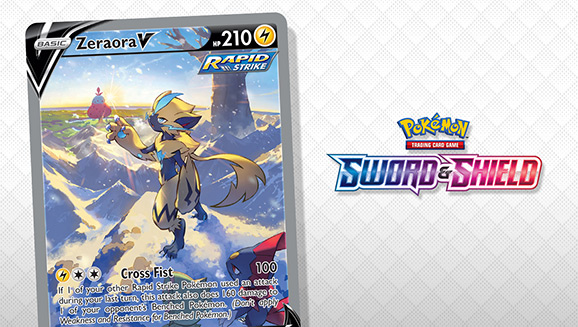 BASIC Zeraora V HP 210
RAPID
STRIKE
Cross Fist 100
If 1 of your other Rapid Strike Pokémon used an attack
during your last turn, this attack also does 160 damage to
1 of your opponent's Benched Pokémon. (Don't apply
Weakness and Resistance for Benched Pokémon.)
POKéMON
TRADING CARD GAME
SWORD & SHIELD